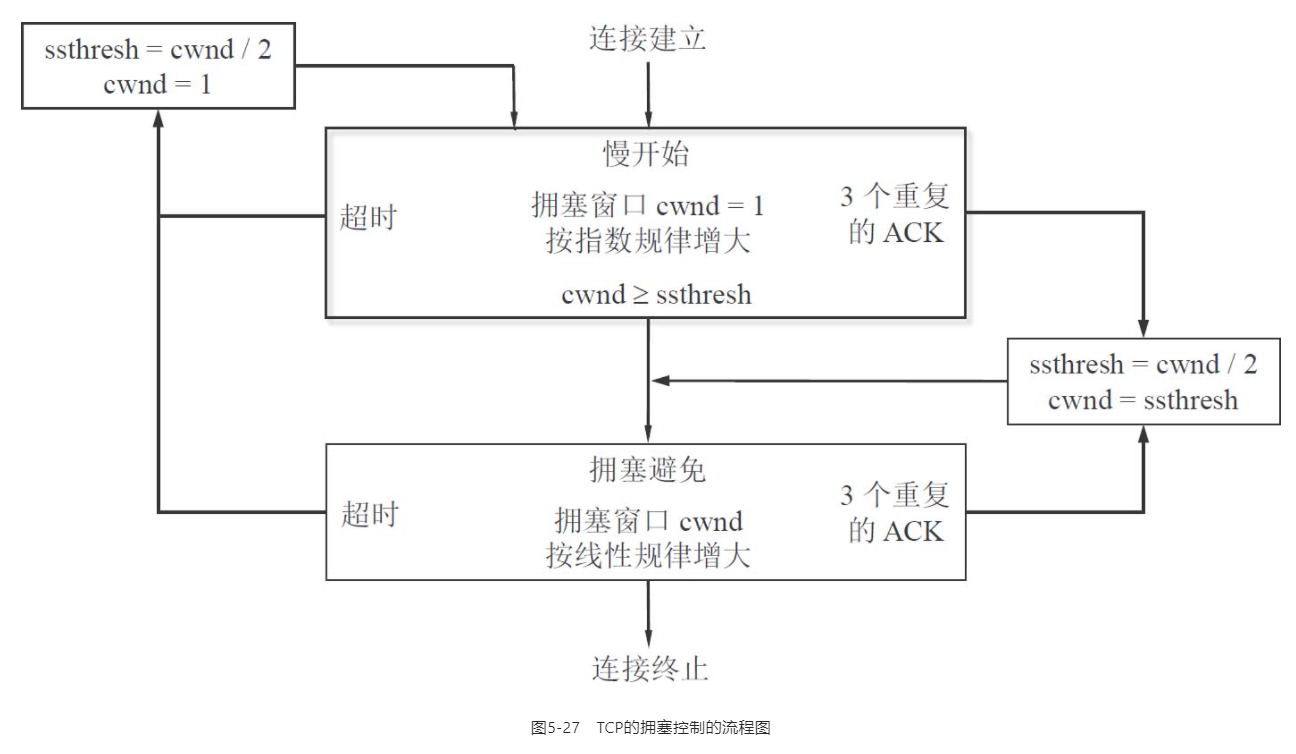 ssthresh = cwnd / 2
cwnd = 1
连接建立
慢开始
超时
拥塞窗口 cwnd = 1
按指数规律增大
3 个重复
的 ACK
cwnd ≥ ssthresh
ssthresh = cwnd / 2
cwnd = ssthresh
拥塞避免
超时
拥塞窗口 cwnd
按线性规律增大
3 个重复
的 ACK
连接终止
图5-27 TCP的拥塞控制的流程图